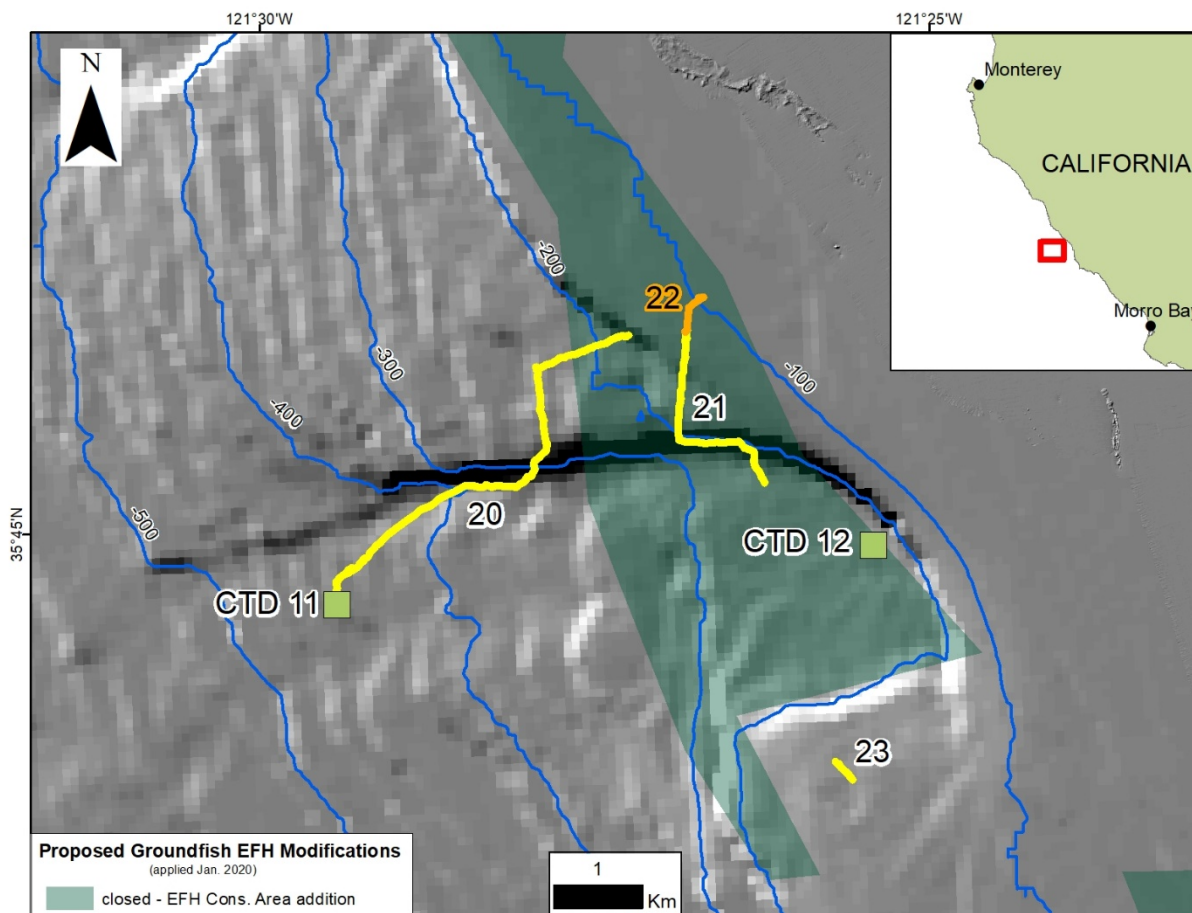 121°30'W
121°25'W
N
Monterey
CALIFORNIA
Morro Bay
-200
22
-100
-300
-400
21
20
-500
35°45'N
CTD 12
CTD 11
23
Proposed Groundfish EFH Modifications
(applied Jan. 2020)
closed - EFH Cons. Area addition
1
Km